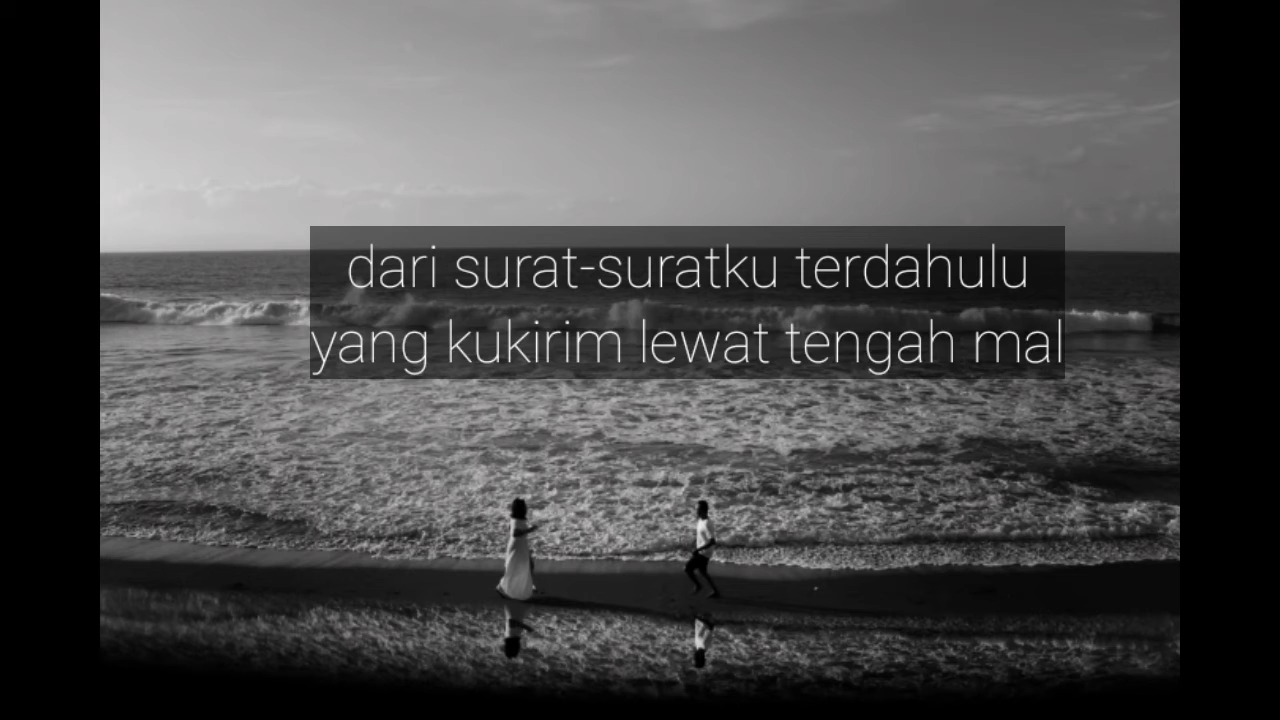 dari surat-suratku terdahulu
yang kukirim lewat tengah mal